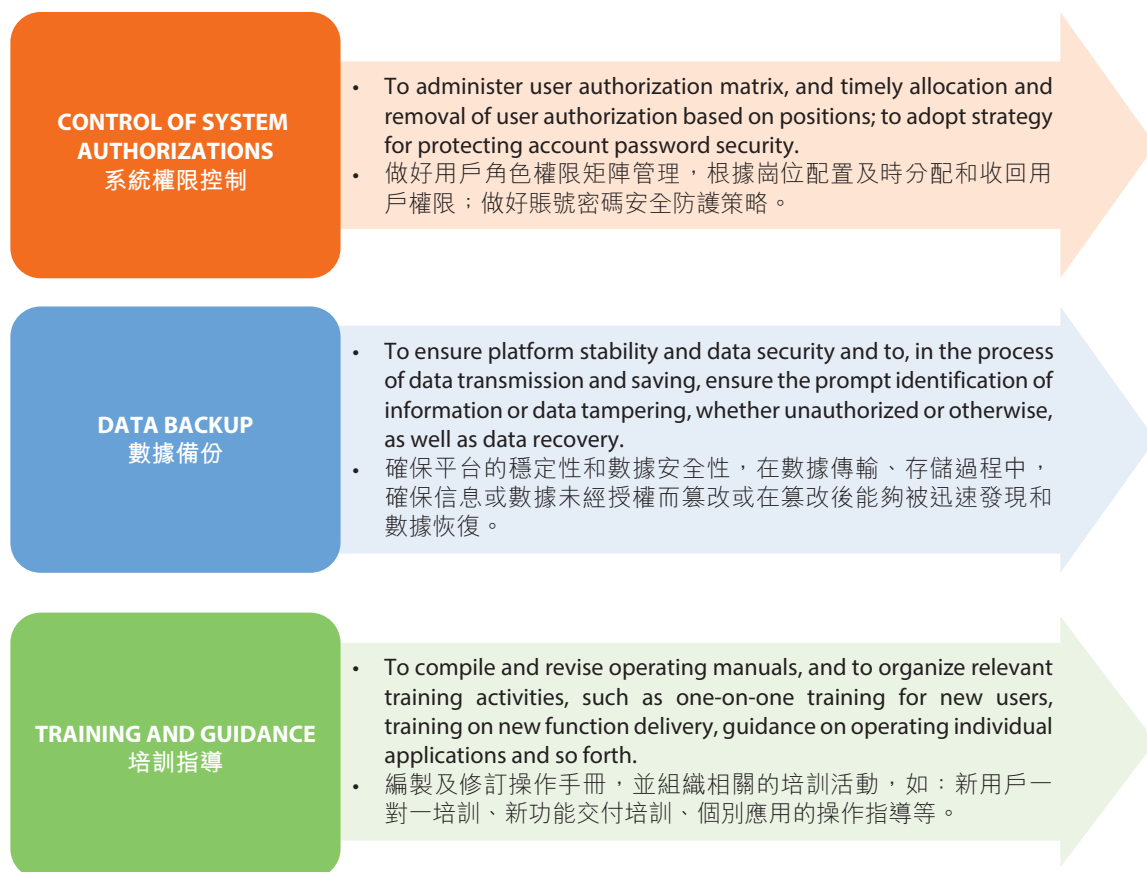 CONTROL OF SYSTEM
AUTHORIZATIONS
系統權限控制
• To administer user authorization matrix, and timely allocation and
removal of user authorization based on positions; to adopt strategy
for protecting account password security.
• 做好用戶角色權限矩陣管理，根據崗位配置及時分配和收回用
戶權限；做好賬號密碼安全防護策略。
DATA BACKUP
數據備份
• To ensure platform stability and data security and to, in the process
of data transmission and saving, ensure the prompt identification of
information or data tampering, whether unauthorized or otherwise,
as well as data recovery.
• 確保平台的穩定性和數據安全性，在數據傳輸、存儲過程中，
確保信息或數據未經授權而篡改或在篡改後能夠被迅速發現和
數據恢復。
TRAINING AND GUIDANCE
培訓指導
• To compile and revise operating manuals, and to organize relevant
training activities, such as one-on-one training for new users,
training on new function delivery, guidance on operating individual
applications and so forth.
• 編製及修訂操作手冊，並組織相關的培訓活動，如：新用戶一
對一培訓、新功能交付培訓、個別應用的操作指導等。